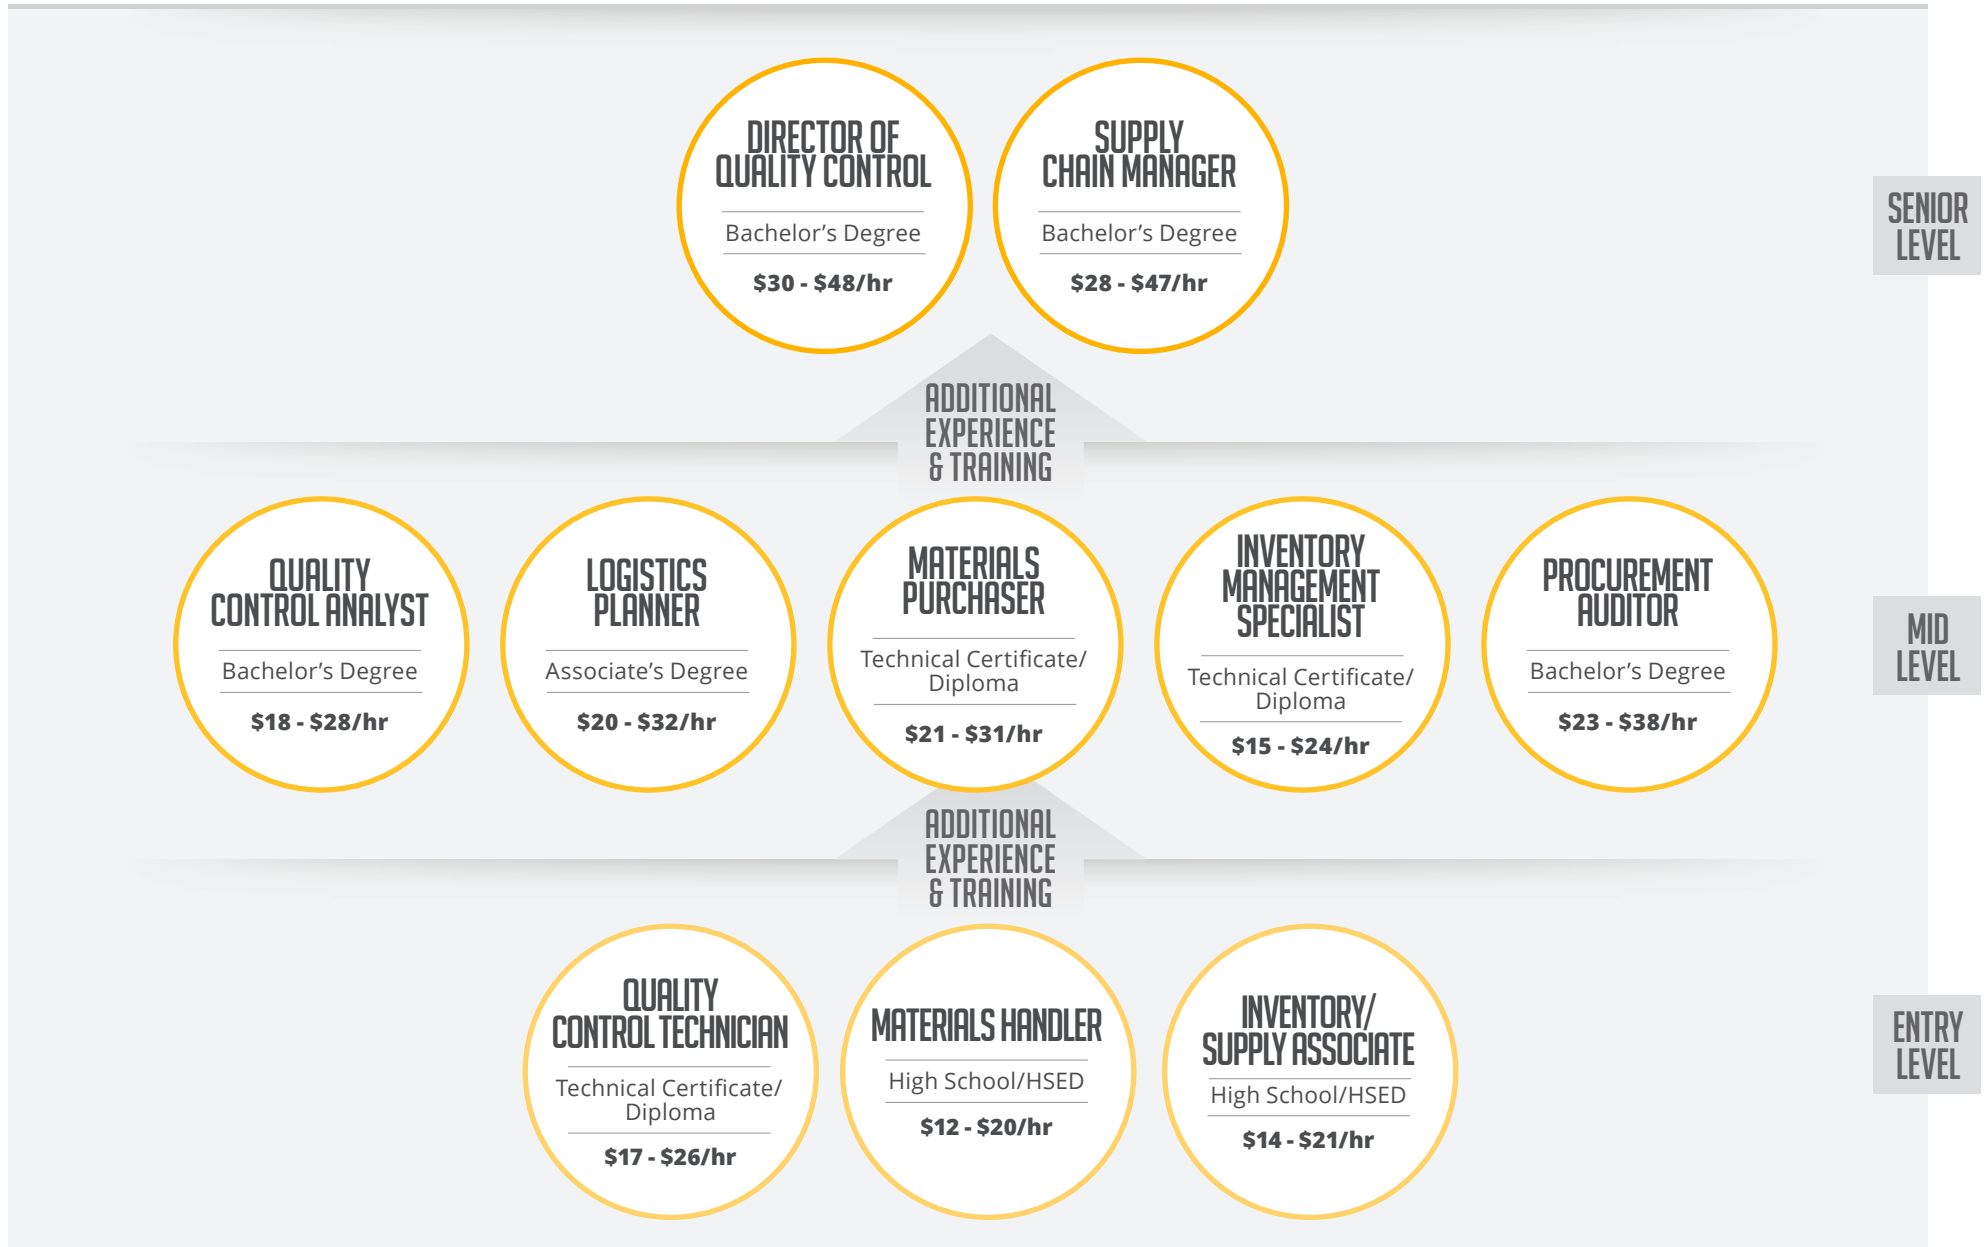 DIRECTOR OF
QUALITY CONTROL
Bachelor's Degree
$30 - $48/hr
SUPPLY
CHAIN MANAGER
Bachelor's Degree
$28 - $47/hr
SENIOR
LEVEL
ADDITIONAL
EXPERIENCE
& TRAINING
QUALITY
CONTROL ANALYST
Bachelor's Degree
$18 - $28/hr
LOGISTICS
PLANNER
Associate's Degree
$20 - $32/hr
MATERIALS
PURCHASER
Technical Certificate/
Diploma
$21 - $31/hr
INVENTORY
MANAGEMENT
SPECIALIST
Technical Certificate/
Diploma
$15 - $24/hr
PROCUREMENT
AUDITOR
Bachelor's Degree
$23 - $38/hr
MID
LEVEL
ADDITIONAL
EXPERIENCE
& TRAINING
QUALITY
CONTROL TECHNICIAN
Technical Certificate/
Diploma
$17 - $26/hr
MATERIALS HANDLER
High School/HSED
$12 - $20/hr
INVENTORY/
SUPPLY ASSOCIATE
High School/HSED
$14 - $21/hr
ENTRY
LEVEL